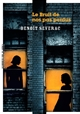 Le Bruit de
nos pas perdus
BENOÎT SÉVERAC